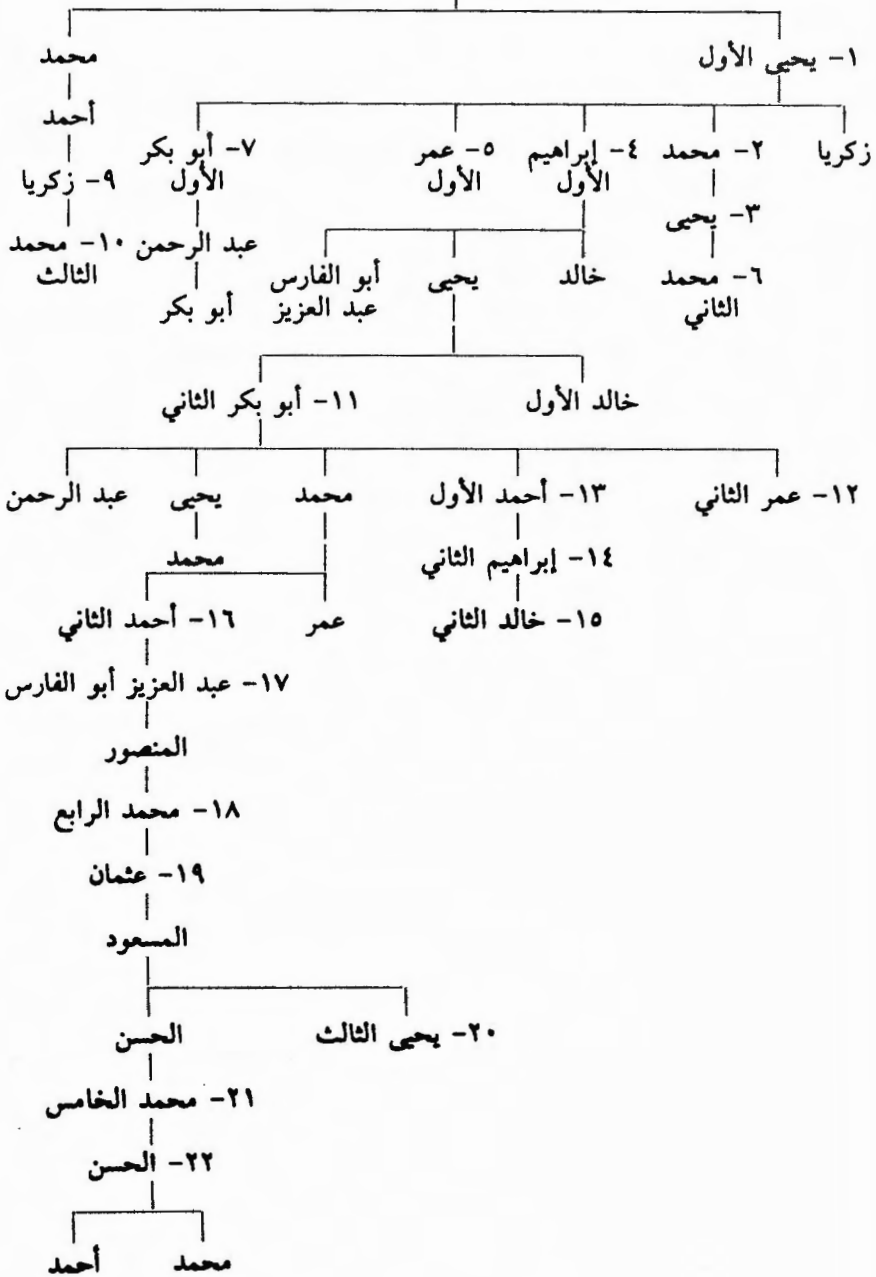 ١- يحيى الأول محمد
أحمد
زكريا ٢- محمد ٤- إبراهيم الأول ٥- عمر الأول ٧- أبو بكر الأول
٩- زكريا
٣- يحيى عبد الرحمن ١٠- محمد الثالث
٦- محمد الثاني خالد يحيى أبو الفارس عبد العزيز أبو بكر
خالد الأول ١١- أبو بكر الثاني
١٢- عمر الثاني ١٣- أحمد الأول محمد يحيى عبد الرحمن
١٤- إبراهيم الثاني محمد
١٥- خالد الثاني عمر ١٦- أحمد الثاني
١٧- عبد العزيز أبو الفارس
المنصور
١٨- محمد الرابع
١٩- عثمان
المسعود
٢٠- يحيى الثالث الحسن
٢١- محمد الخامس
٢٢- الحسن
محمد أحمد